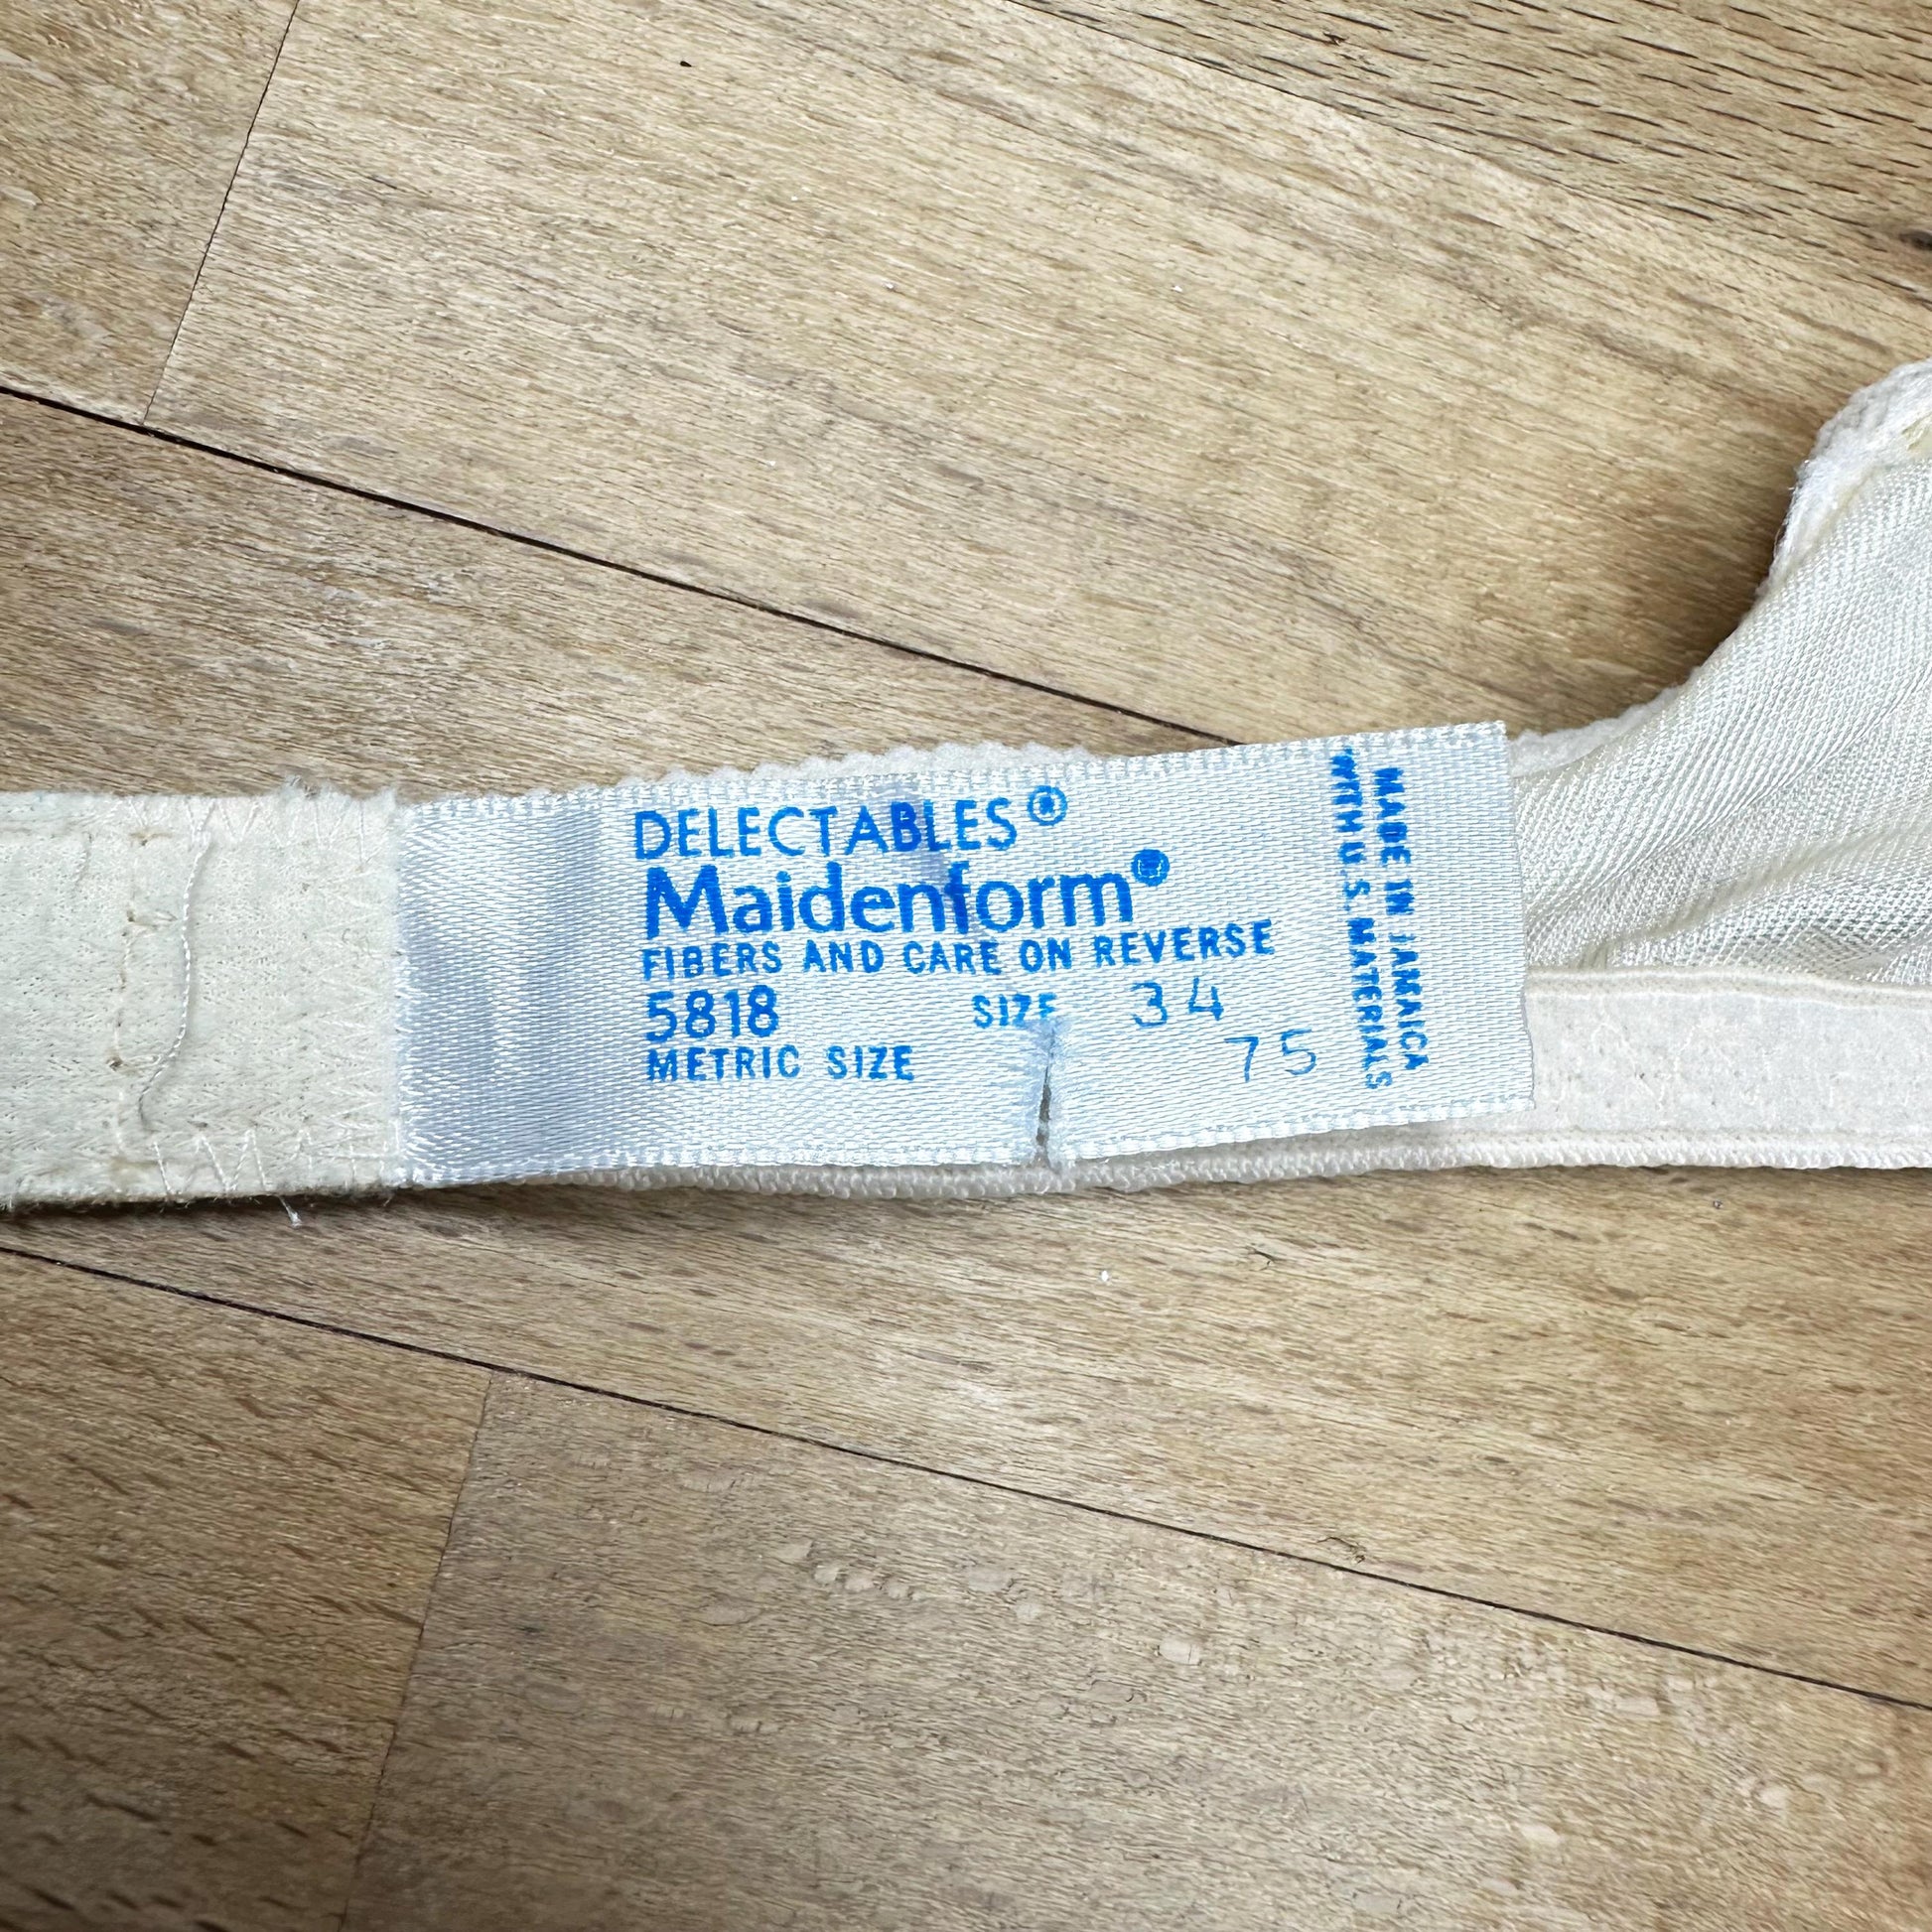 DELECTABLES®
Maidenform®
FIBERS AND CARE ON REVERSE
5818 SIZE 34
METRIC SIZE 75
MADE IN JAMAICA
WITH U.S. MATERIALS